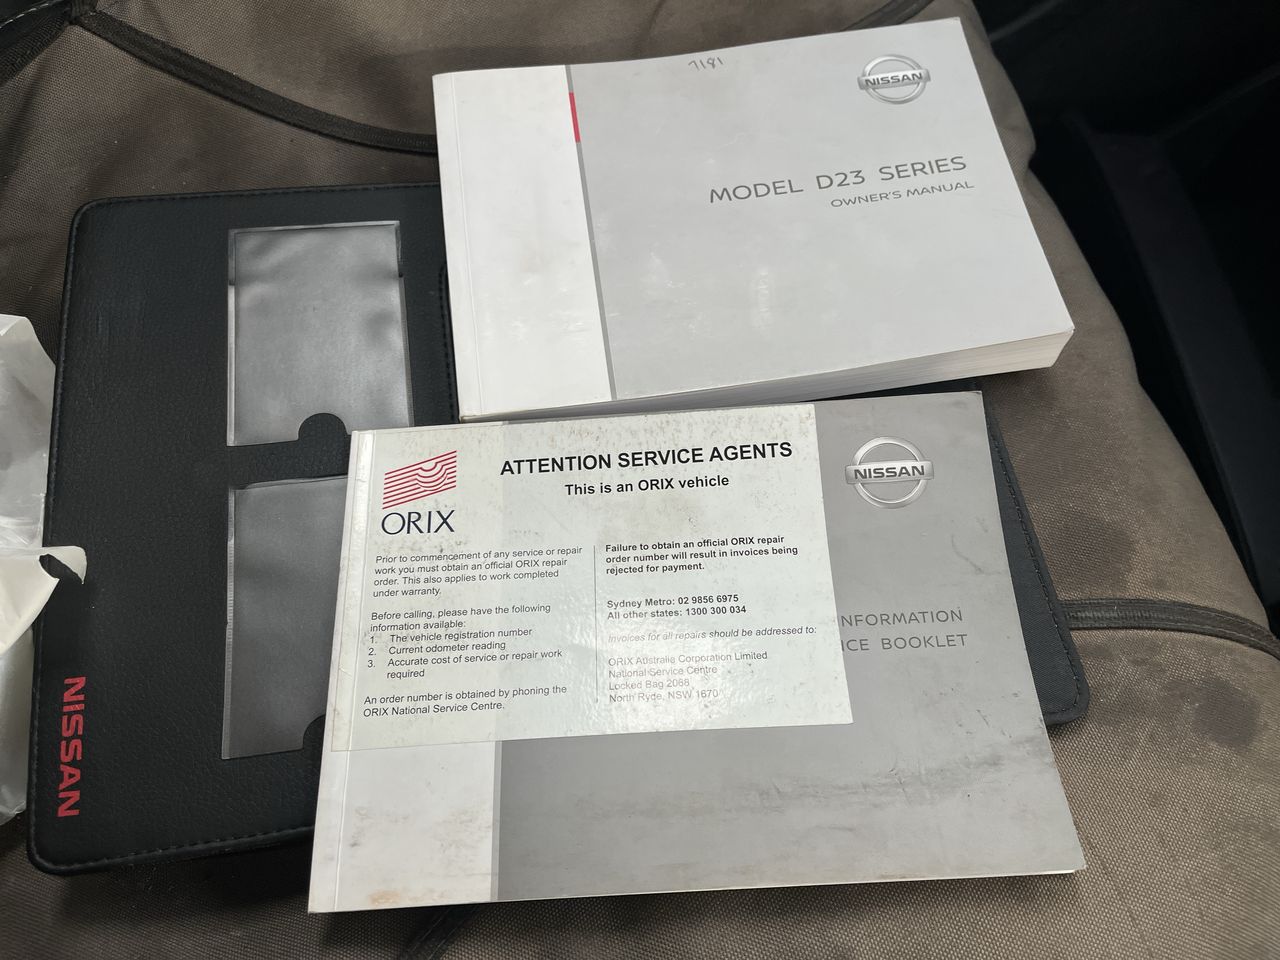 7181
NISSAN
MODEL D23 SERIES
OWNER'S MANUAL
NISSAN
ORIX
ATTENTION SERVICE AGENTS
This is an ORIX vehicle
Prior to commencement of any service or repair
work you must obtain an official ORIX repair
order. This also applies to work completed
under warranty.
Before calling, please have the following
information available:
1. The vehicle registration number
2. Current odometer reading
3. Accurate cost of service or repair work
required
An order number is obtained by phoning the
ORIX National Service Centre.
Failure to obtain an official ORIX repair
order number will result in invoices being
rejected for payment.
Sydney Metro: 02 9856 6975
All other states: 1300 300 034
Invoices for all repairs should be addressed to:
ORIX Australia Corporation Limited
National Service Centre
Locked Bag 2068
North Ryde, NSW 1670
NISSAN
INFORMATION
ICE BOOKLET